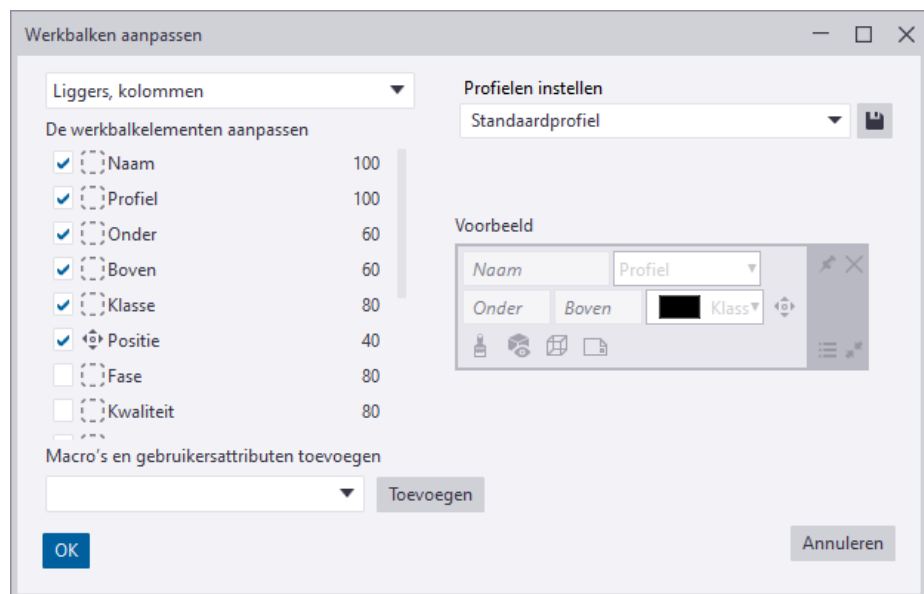 Werkbalken aanpassen
Liggers, kolommen
De werkbalkelementen aanpassen
Naam 100
Profiel 100
Onder 60
Boven 60
Klasse 80
Positie 40
Fase 80
Kwaliteit 80
Macro's en gebruikersattributen toevoegen
Toevoegen
OK
Profielen instellen
Standaardprofiel
Voorbeeld
Naam Profiel
Onder Boven Klass
Annuleren